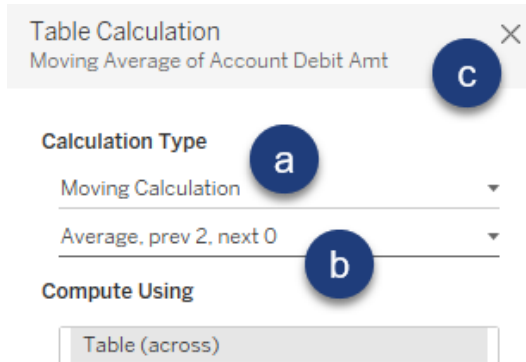 Table Calculation
Moving Average of Account Debit Amt
c
Calculation Type
a
Moving Calculation
Average, prev 2, next 0
b
Compute Using
Table (across)